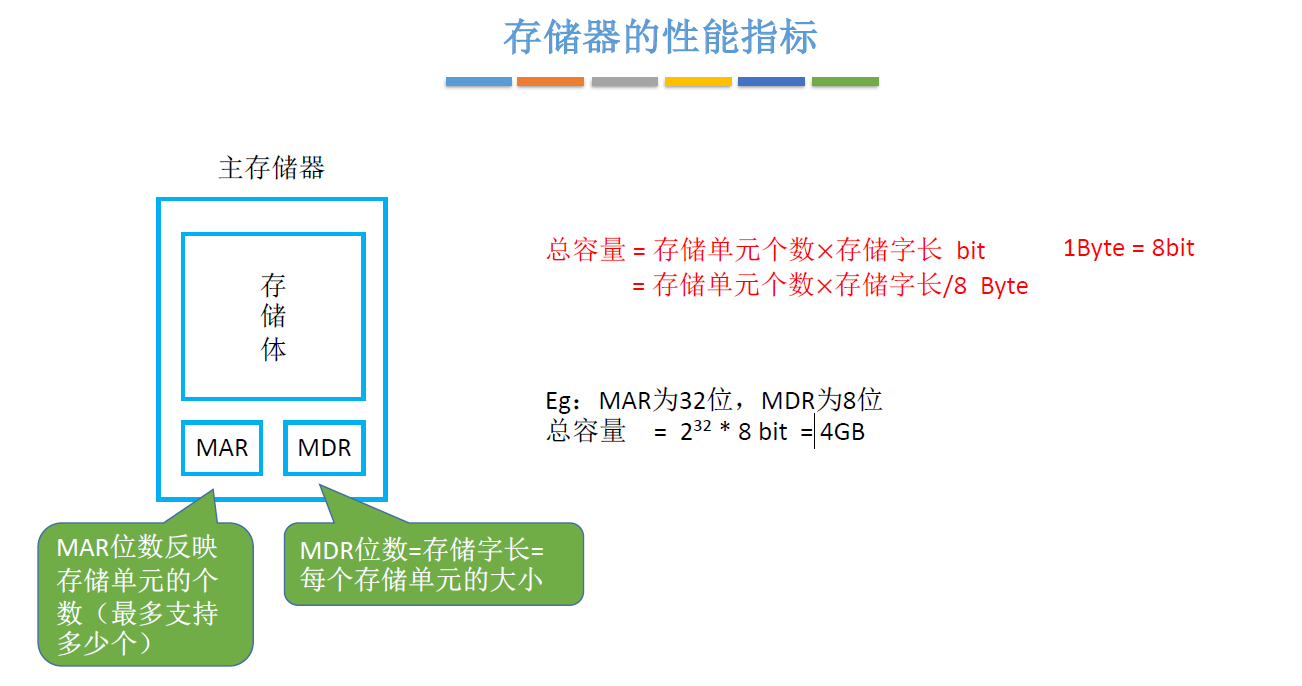 存储器的性能指标
主存储器
存
储
体
MAR
MDR
MAR位数反映
存储单元的个
数（最多支持
多少个）
MDR位数=存储字长=
每个存储单元的大小
总容量 = 存储单元个数×存储字长 bit
= 存储单元个数×存储字长/8 Byte
1Byte = 8bit
Eg：MAR为32位，MDR为8位
总容量 = 2³² * 8 bit = 4GB